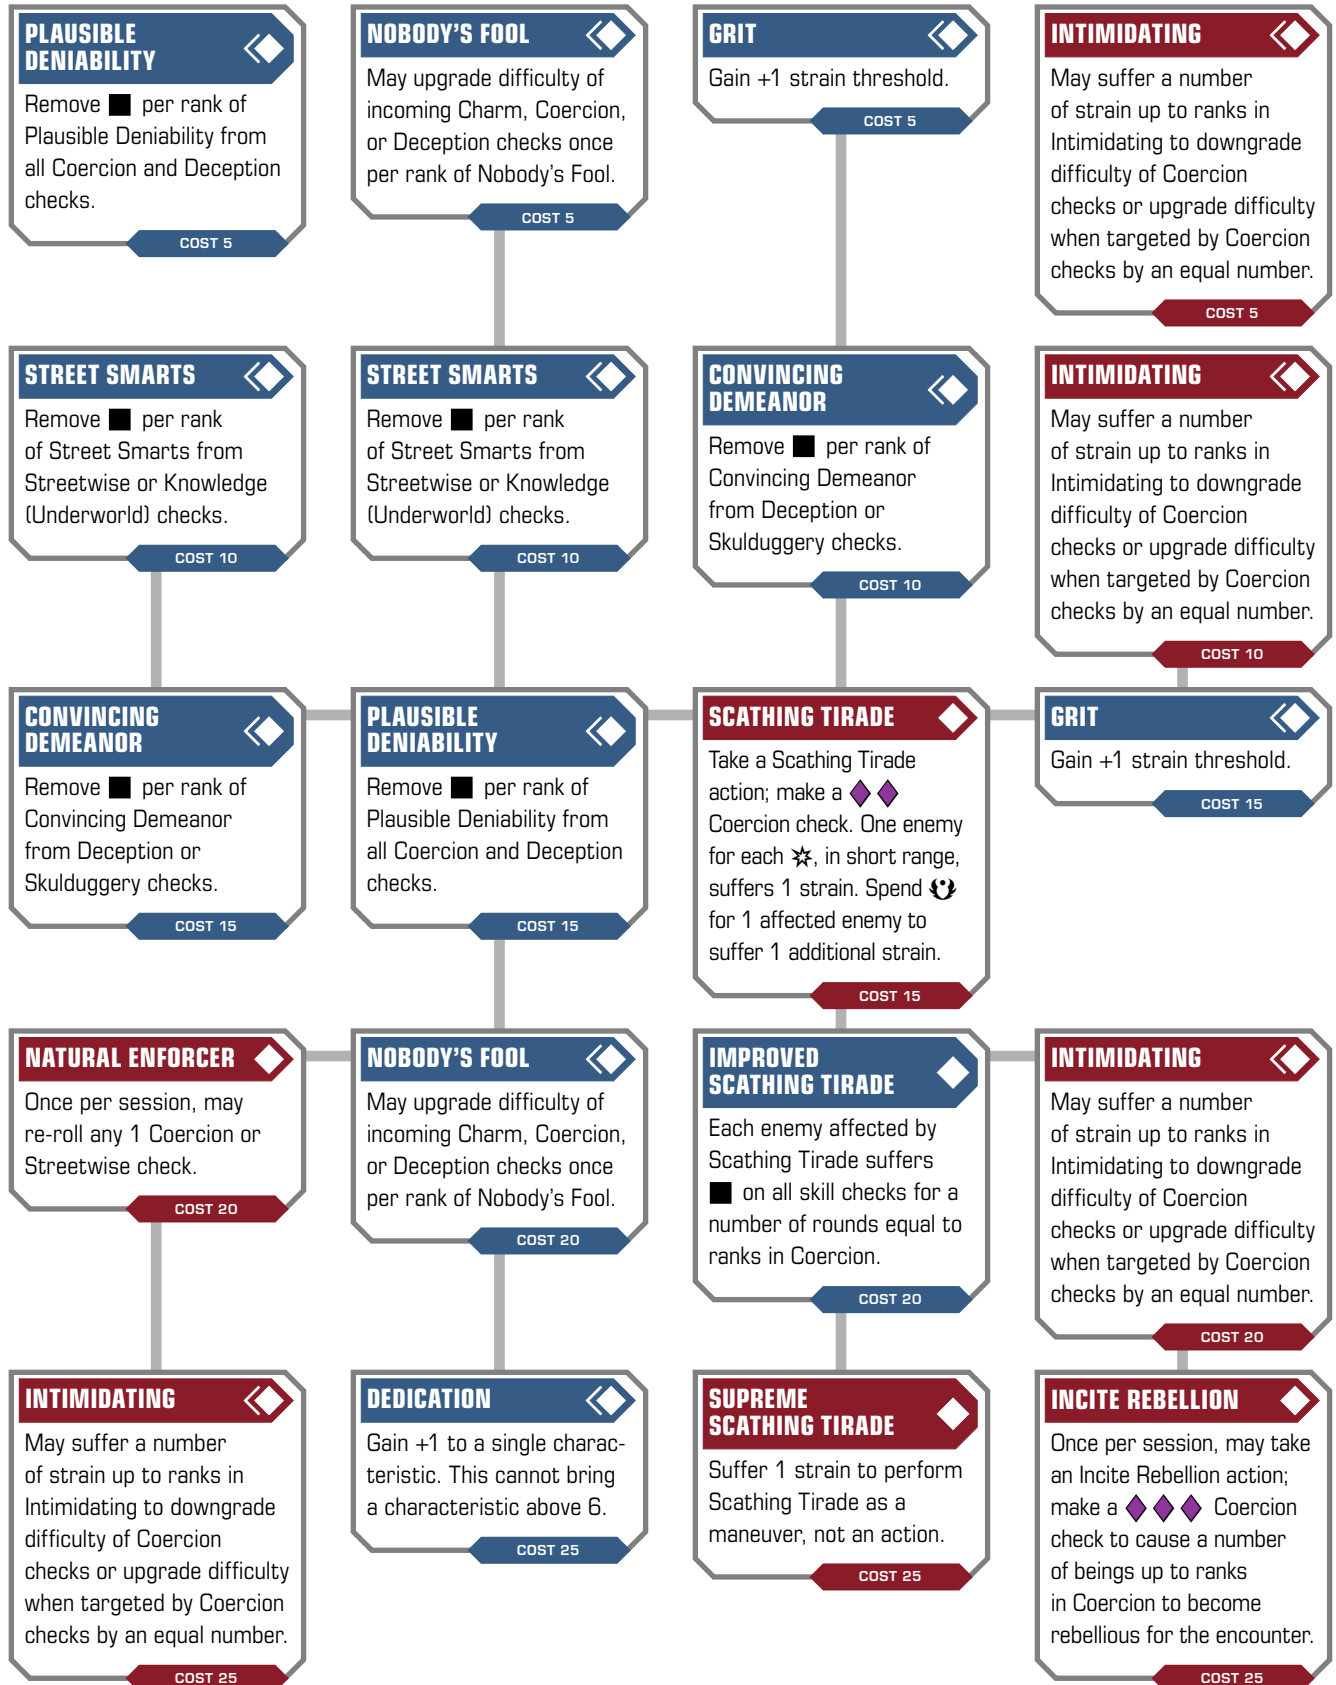 PLAUSIBLE
DENIABILITY
Remove per rank of
Plausible Deniability from
all Coercion and Deception
checks.
COST 5
NOBODY'S FOOL
May upgrade difficulty of
incoming Charm, Coercion,
or Deception checks once
per rank of Nobody's Fool.
COST 5
GRIT
Gain +1 strain threshold.
COST 5
INTIMIDATING
May suffer a number
of strain up to ranks in
Intimidating to downgrade
difficulty of Coercion
checks or upgrade difficulty
when targeted by Coercion
checks by an equal number.
COST 5
STREET SMARTS
Remove per rank
of Street Smarts from
Streetwise or Knowledge
(Underworld) checks.
COST 10
STREET SMARTS
Remove per rank
of Street Smarts from
Streetwise or Knowledge
(Underworld) checks.
COST 10
CONVINCING
DEMEANOR
Remove per rank of
Convincing Demeanor
from Deception or
Skulduggery checks.
COST 10
INTIMIDATING
May suffer a number
of strain up to ranks in
Intimidating to downgrade
difficulty of Coercion
checks or upgrade difficulty
when targeted by Coercion
checks by an equal number.
COST 10
CONVINCING
DEMEANOR
Remove per rank of
Convincing Demeanor
from Deception or
Skulduggery checks.
COST 15
PLAUSIBLE
DENIABILITY
Remove per rank of
Plausible Deniability from
all Coercion and Deception
checks.
COST 15
SCATHING TIRADE
Take a Scathing Tirade
action; make a
Coercion check. One enemy
for each , in short range,
suffers 1 strain. Spend
for 1 affected enemy to
suffer 1 additional strain.
COST 15
GRIT
Gain +1 strain threshold.
COST 15
NATURAL ENFORCER
Once per session, may
re-roll any 1 Coercion or
Streetwise check.
COST 20
NOBODY'S FOOL
May upgrade difficulty of
incoming Charm, Coercion,
or Deception checks once
per rank of Nobody's Fool.
COST 20
IMPROVED
SCATHING TIRADE
Each enemy affected by
Scathing Tirade suffers
on all skill checks for a
number of rounds equal to
ranks in Coercion.
COST 20
INTIMIDATING
May suffer a number
of strain up to ranks in
Intimidating to downgrade
difficulty of Coercion
checks or upgrade difficulty
when targeted by Coercion
checks by an equal number.
COST 20
INTIMIDATING
May suffer a number
of strain up to ranks in
Intimidating to downgrade
difficulty of Coercion
checks or upgrade difficulty
when targeted by Coercion
checks by an equal number.
COST 25
DEDICATION
Gain +1 to a single charac-
teristic. This cannot bring
a characteristic above 6.
COST 25
SUPREME
SCATHING TIRADE
Suffer 1 strain to perform
Scathing Tirade as a
maneuver, not an action.
COST 25
INCITE REBELLION
Once per session, may take
an Incite Rebellion action;
make a Coercion
check to cause a number
of beings up to ranks
in Coercion to become
rebellious for the encounter.
COST 25